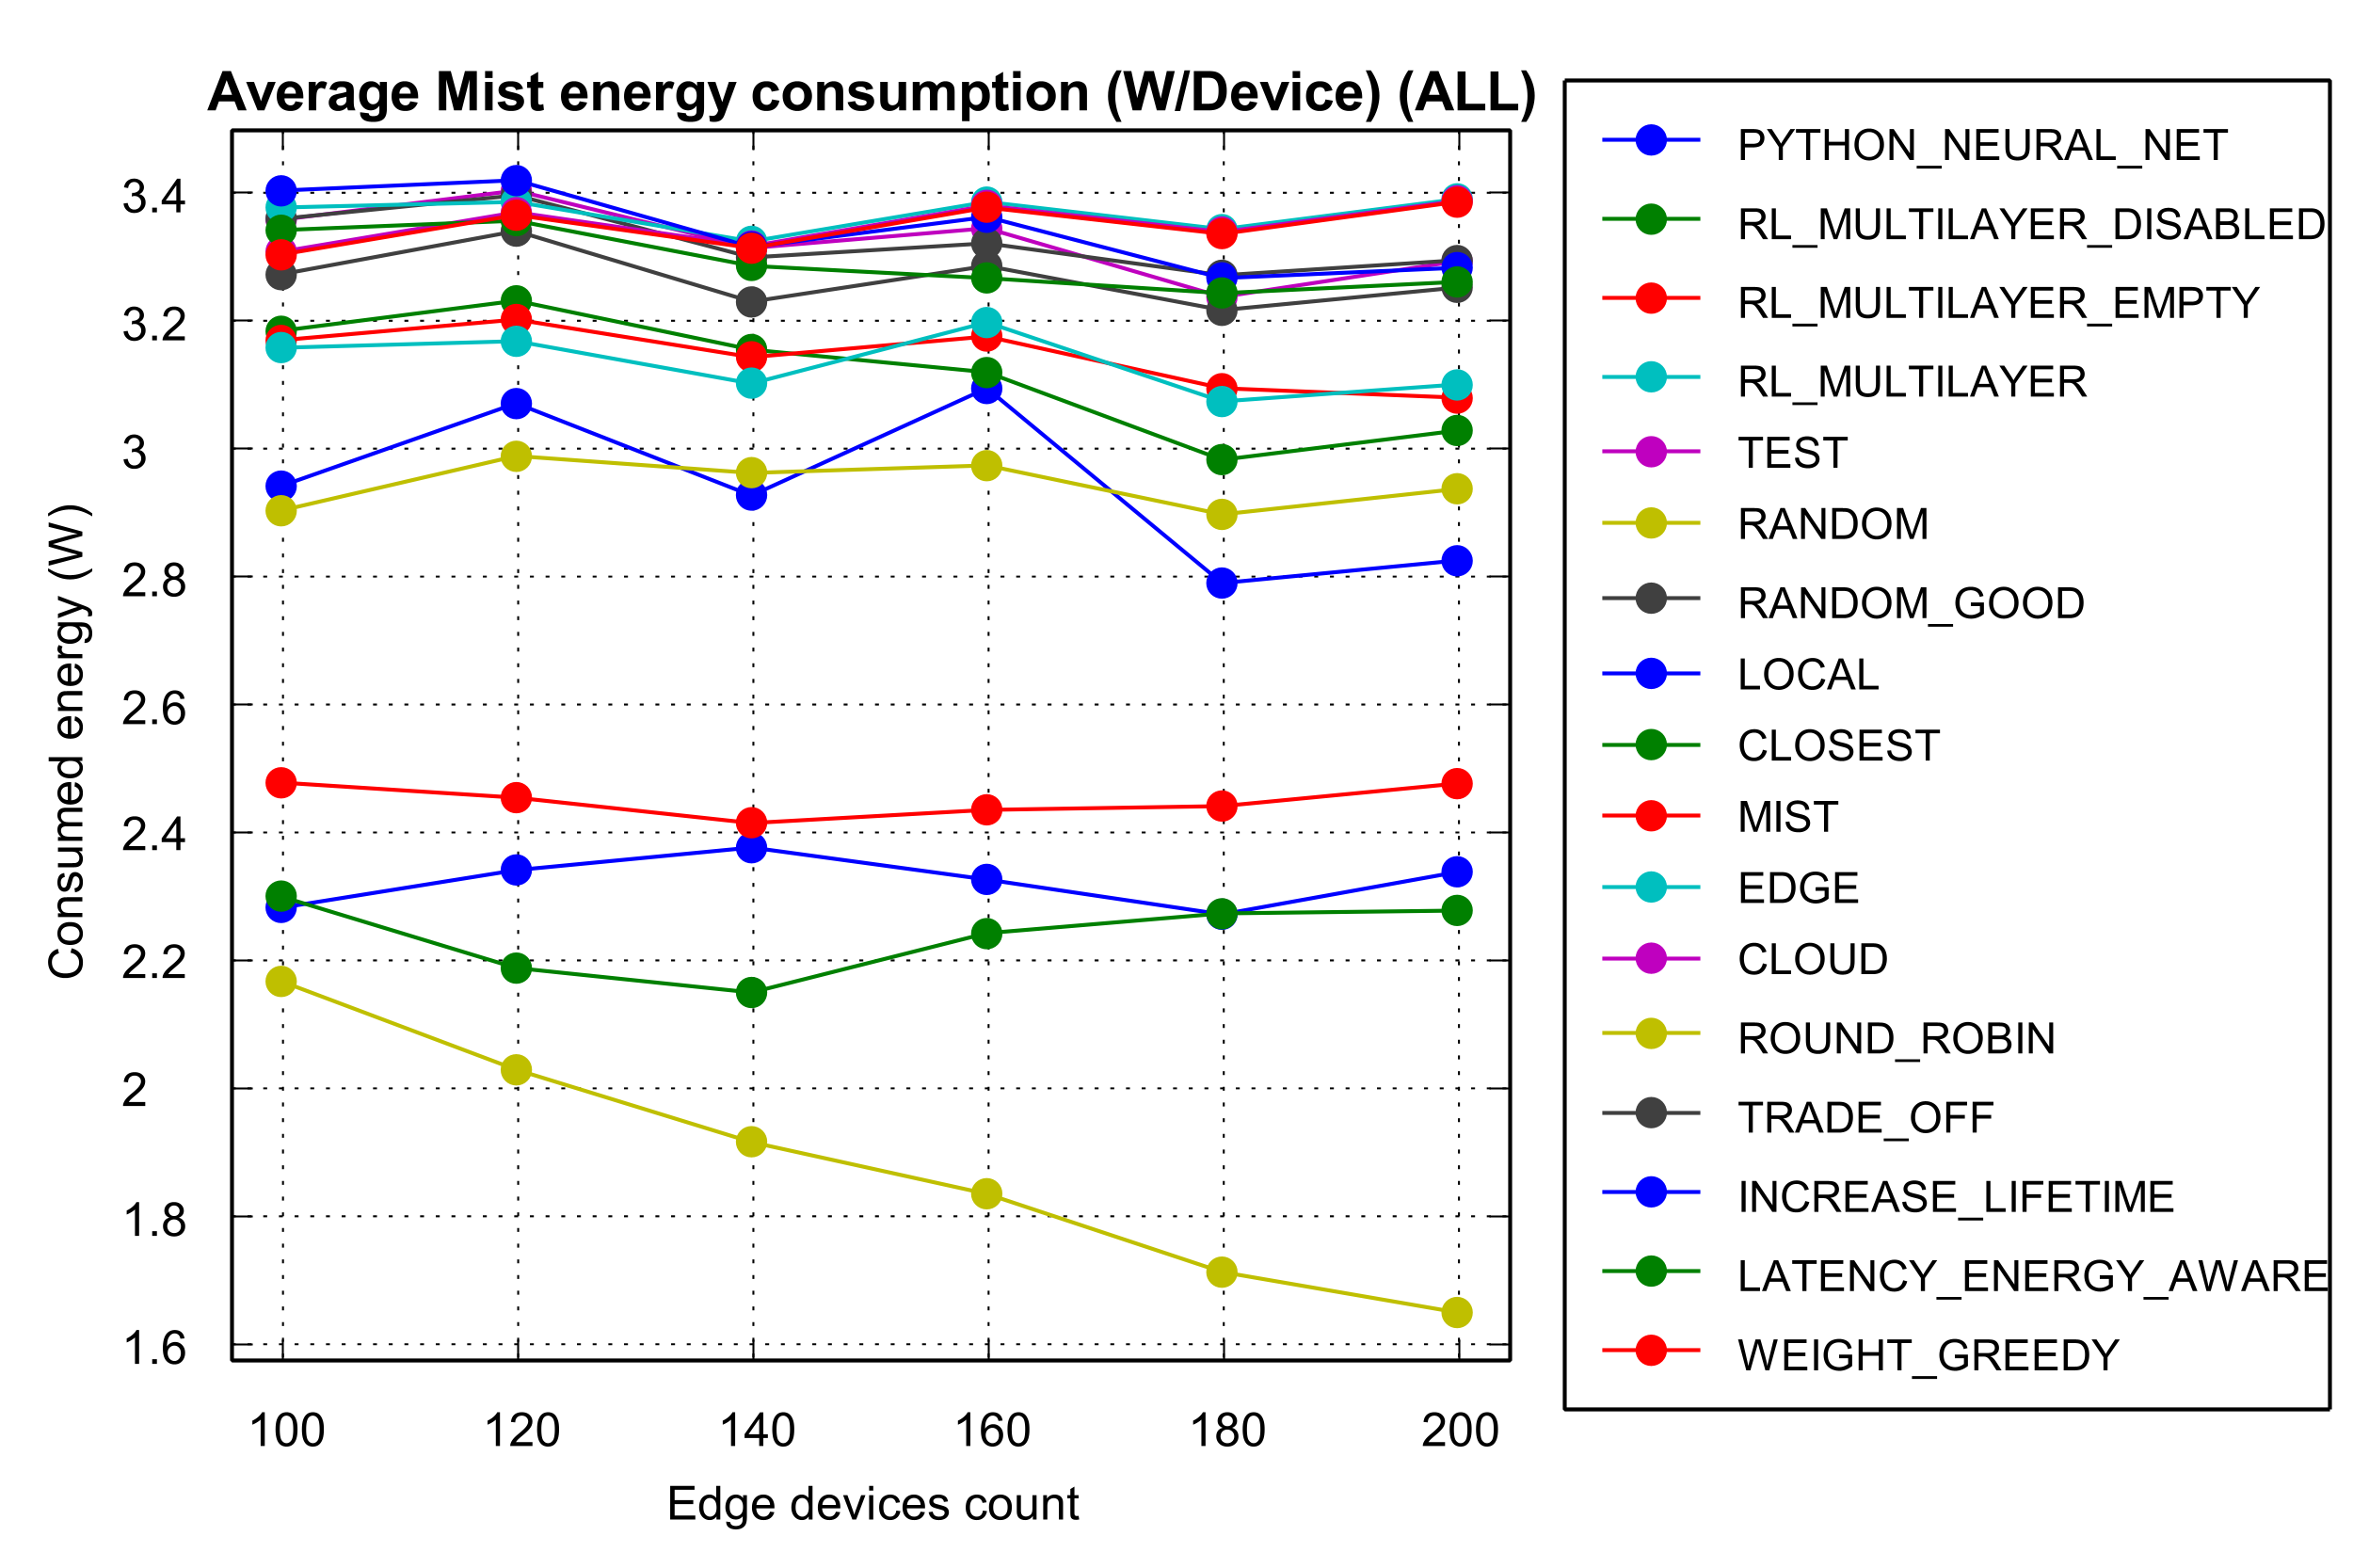 Average Mist energy consumption (W/Device) (ALL)
Consumed energy (W)
3.4
3.2
3
2.8
2.6
2.4
2.2
2
1.8
1.6
100 120 140 160 180 200
Edge devices count
PYTHON_NEURAL_NET
RL_MULTILAYER_DISABLED
RL_MULTILAYER_EMPTY
RL_MULTILAYER
TEST
RANDOM
RANDOM_GOOD
LOCAL
CLOSEST
MIST
EDGE
CLOUD
ROUND_ROBIN
TRADE_OFF
INCREASE_LIFETIME
LATENCY_ENERGY_AWARE
WEIGHT_GREEDY